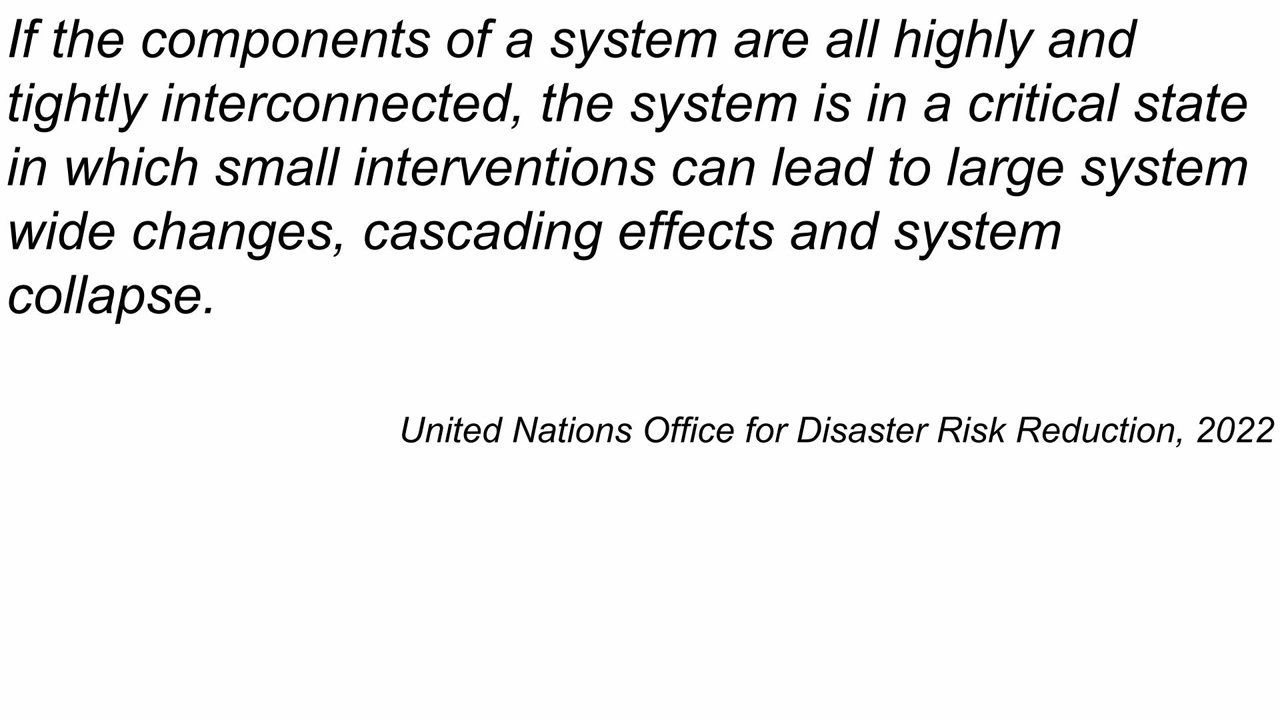 If the components of a system are all highly and
tightly interconnected, the system is in a critical state
in which small interventions can lead to large system
wide changes, cascading effects and system
collapse.
United Nations Office for Disaster Risk Reduction, 2022